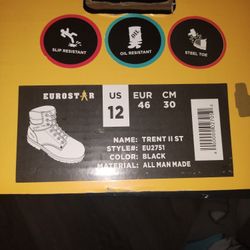 SLIP RESISTANT
OIL RESISTANT
STEEL TOE
EUROSTAR
US
12
EUR
46
CM
30
NAME: TRENT II ST
STYLE#: EU2751
COLOR: BLACK
ALL MAN MADE